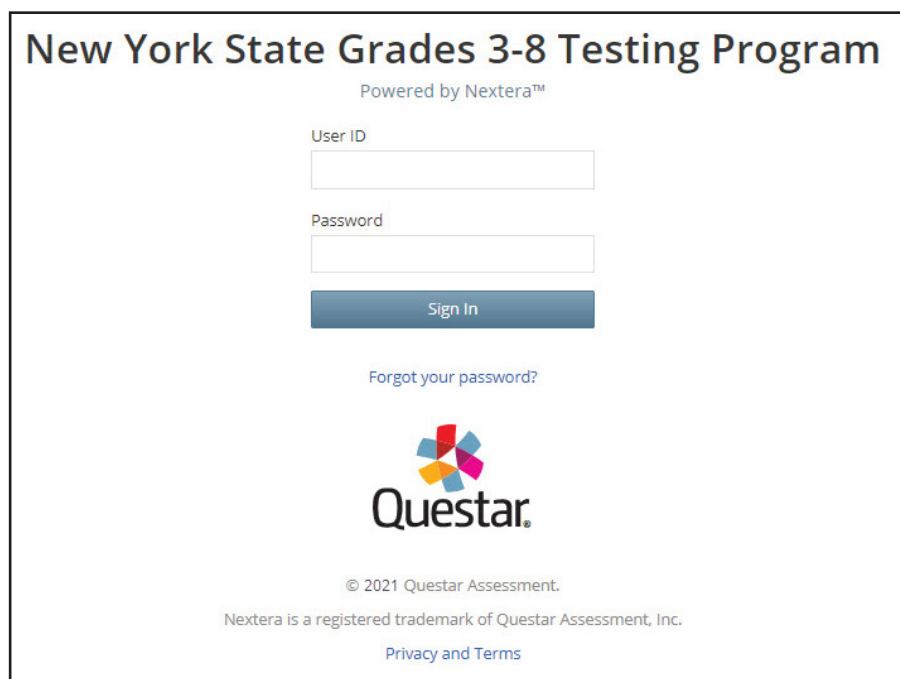 New York State Grades 3-8 Testing Program
Powered by Nextera™
User ID
Password
Sign In
Forgot your password?
Questar®
© 2021 Questar Assessment.
Nextera is a registered trademark of Questar Assessment, Inc.
Privacy and Terms